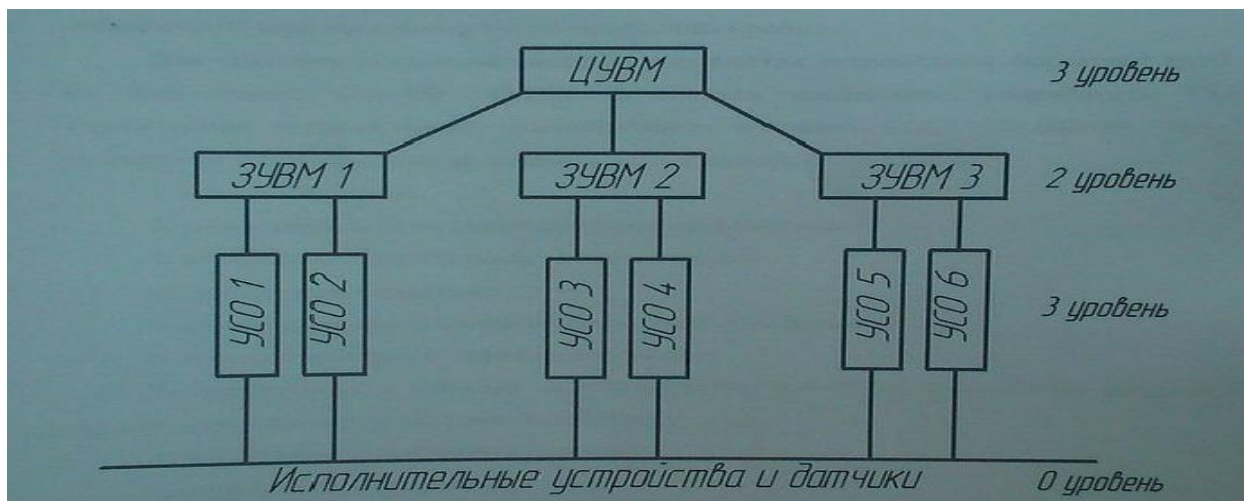 ЦУВМ 3 уровень
ЗУВМ 1 ЗУВМ 2 ЗУВМ 3 2 уровень
УСО 1 УСО 2 УСО 3 УСО 4 УСО 5 УСО 6 3 уровень
Исполнительные устройства и датчики 0 уровень